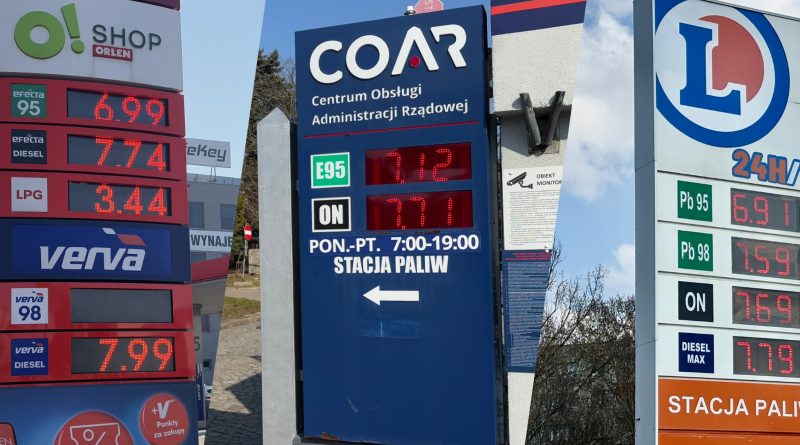 O! SHOP
ORLEN
EFECTA
95
6.99
EFECTA
DIESEL
7.74
LPG
3.44
verva
VERVA
98
VERVA
DIESEL
7.99
+V
Punkty
za zakupy
eKey
WYNAJE
COAR
Centrum Obsługi
Administracji Rządowej
E95
7.12
ON
7.71
PON.-PT. 7:00-19:00
STACJA PALIW
OBIEKT
MONITOR
L
24H/
Pb 95
6.91
Pb 98
7.59
ON
7.69
DIESEL
MAX
7.79
STACJA PALIW